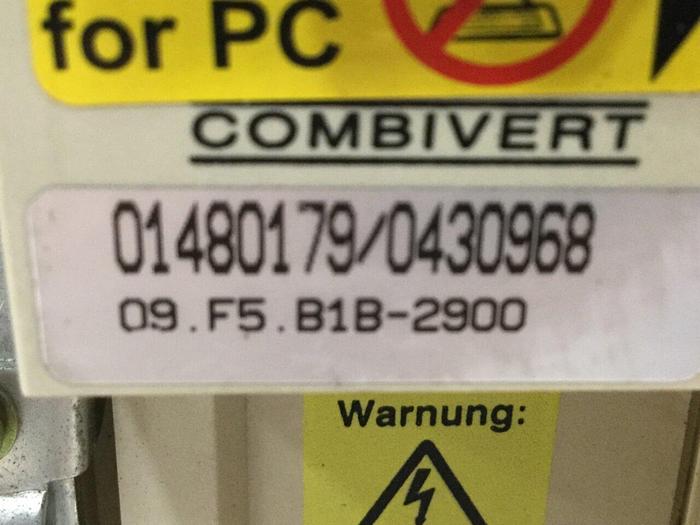 for PC
COMBIVERT
01480179/0430968
09.F5.B1B-2900
Warnung: